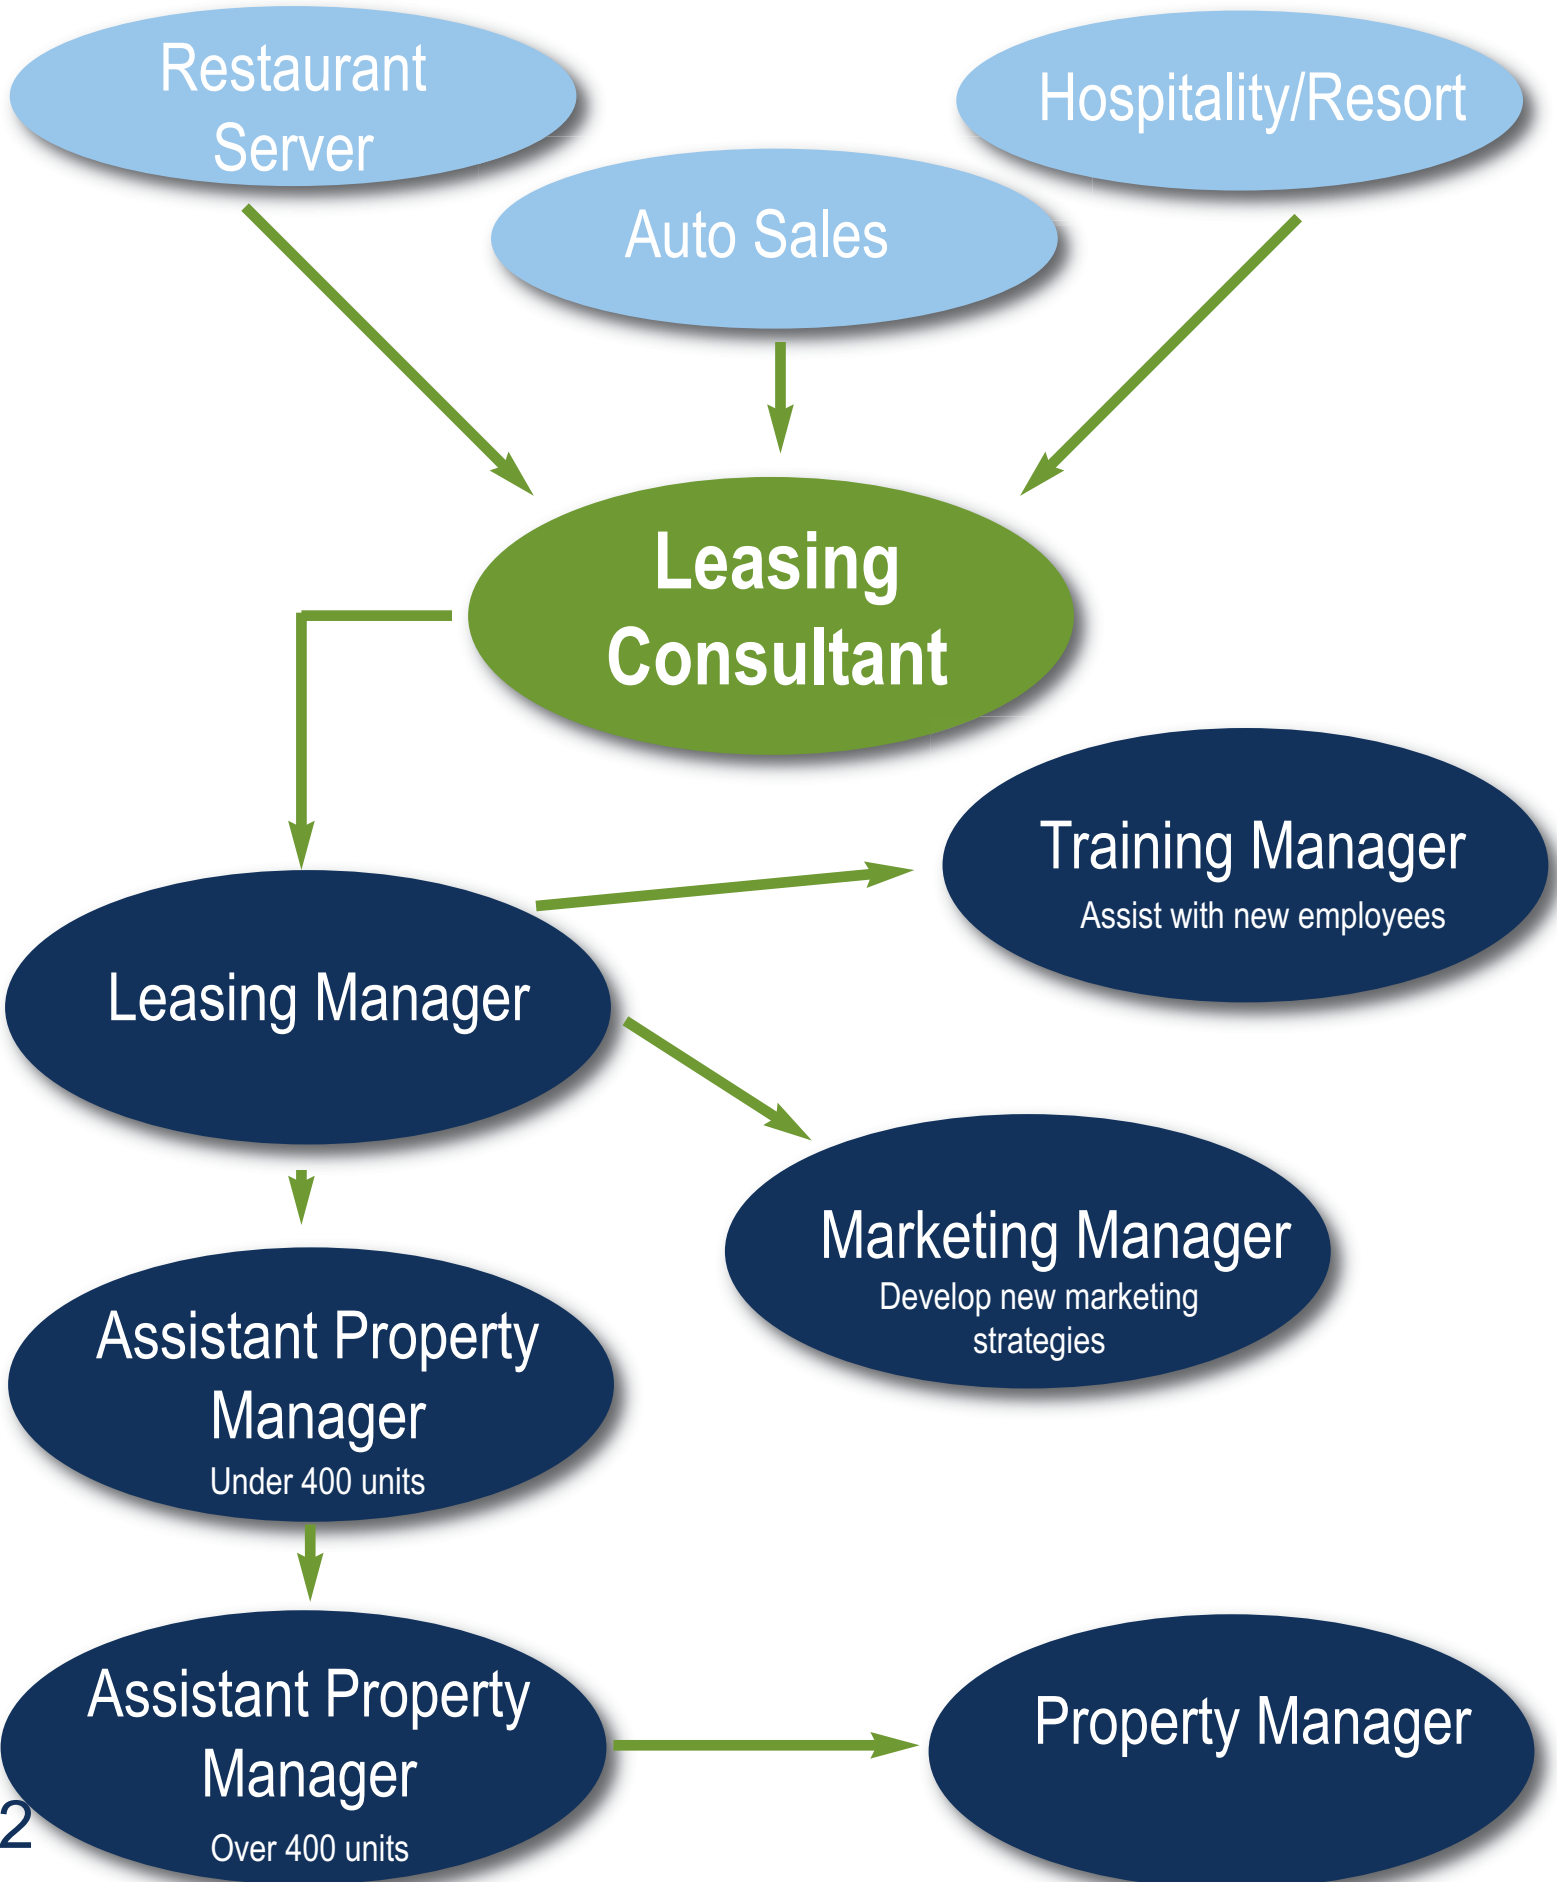 Restaurant
Server
Hospitality/Resort
Auto Sales
Leasing
Consultant
Training Manager
Assist with new employees
Leasing Manager
Marketing Manager
Develop new marketing
strategies
Assistant Property
Manager
Under 400 units
Assistant Property
Manager
Over 400 units
Property Manager
2